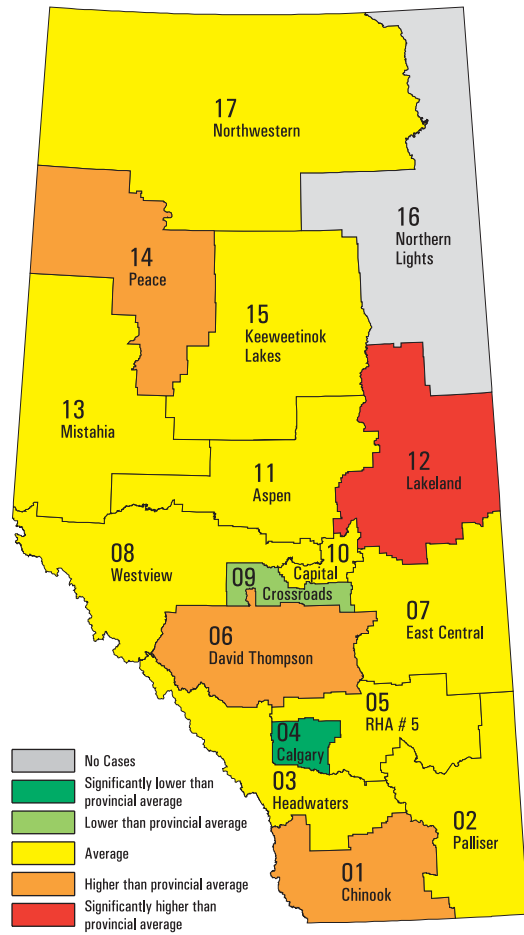 17
Northwestern
16
Northern
Lights
14
Peace
15
Keeweetinok
Lakes
13
Mistahia
12
Lakeland
11
Aspen
10
Capital
08
Westview
09
Crossroads
07
East Central
06
David Thompson
05
RHA # 5
04
Calgary
03
Headwaters
02
Palliser
01
Chinook
No Cases
Significantly lower than
provincial average
Lower than provincial average
Average
Higher than provincial average
Significantly higher than
provincial average